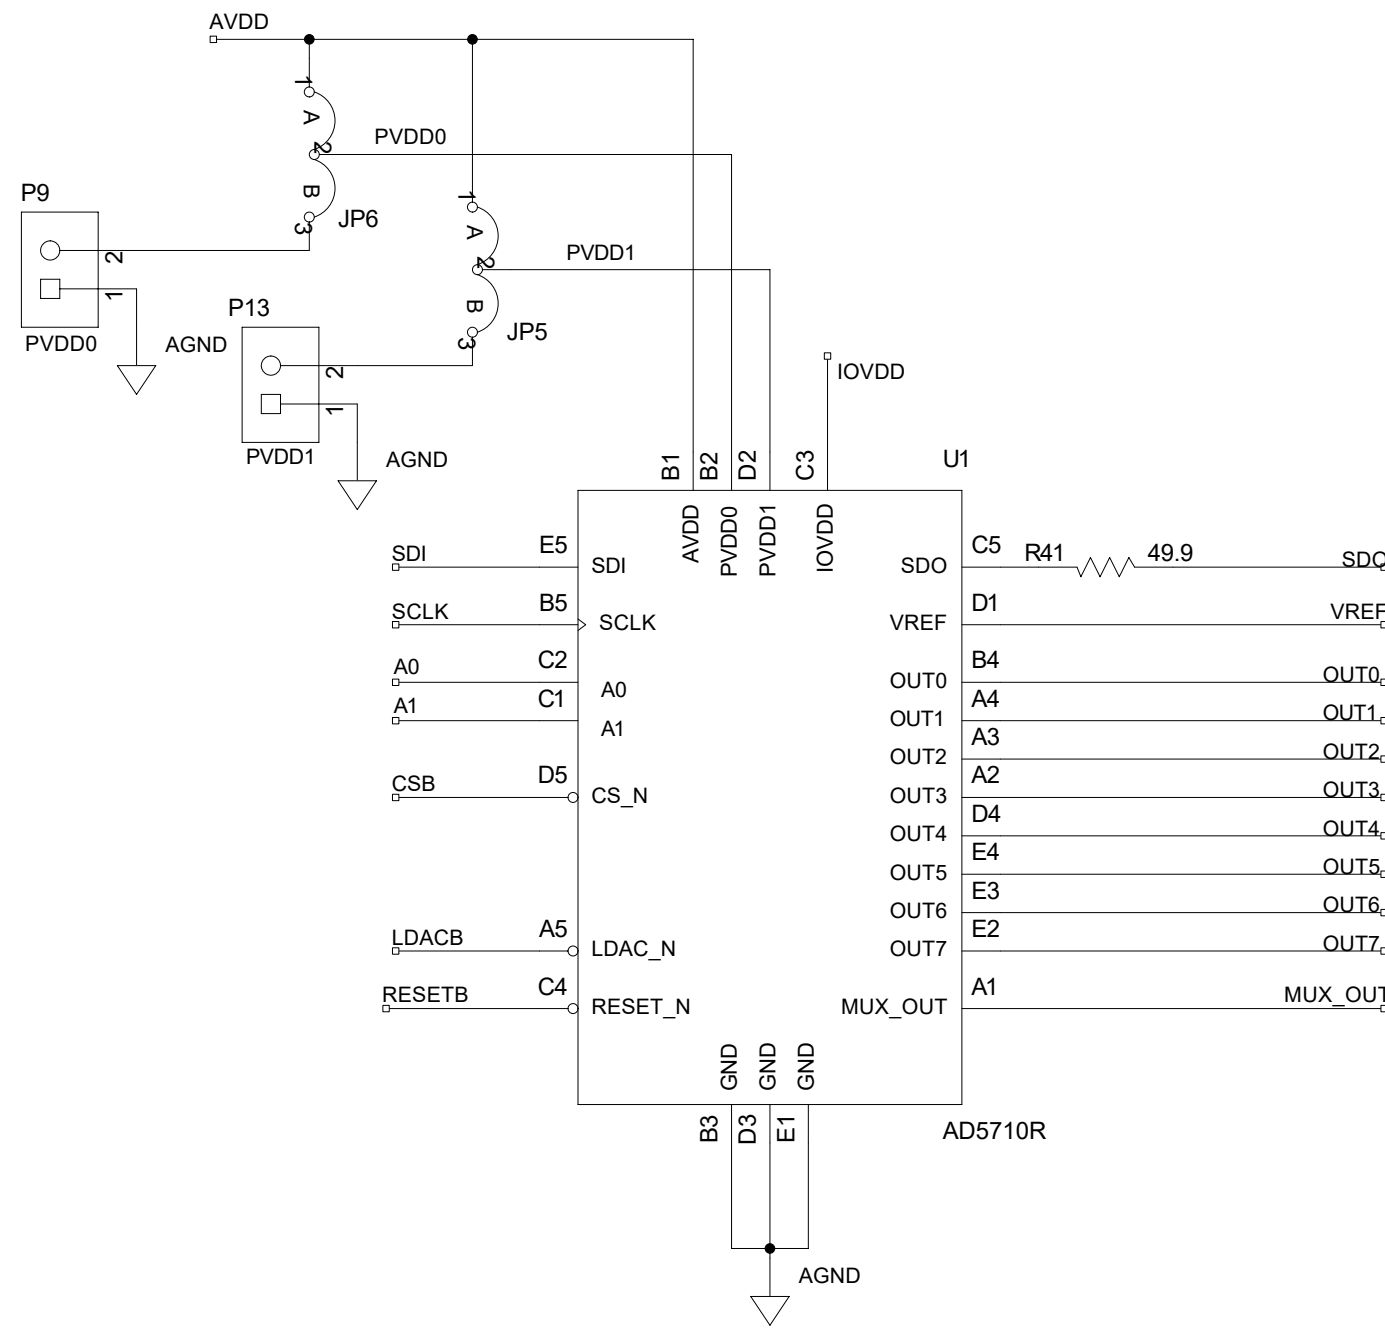 AVDD
1
A
2
PVDD0
B
3
JP6
P9
2
1
PVDD0
AGND
1
A
2
PVDD1
B
3
JP5
P13
2
1
PVDD1
AGND
IOVDD
B1
B2
D2
C3
U1
AVDD
PVDD0
PVDD1
IOVDD
SDI
E5
SDI
SDO
C5
R41
49.9
SDO
SCLK
B5
SCLK
VREF
D1
VREF
A0
C2
A0
OUT0
B4
OUT0
A1
C1
A1
OUT1
A4
OUT1
OUT2
A3
OUT2
CSB
D5
CS_N
OUT3
A2
OUT3
OUT4
D4
OUT4
OUT5
E4
OUT5
OUT6
E3
OUT6
LDACB
A5
LDAC_N
OUT7
E2
OUT7
RESETB
C4
RESET_N
MUX_OUT
A1
MUX_OUT
GND
GND
GND
B3
D3
E1
AD5710R
AGND